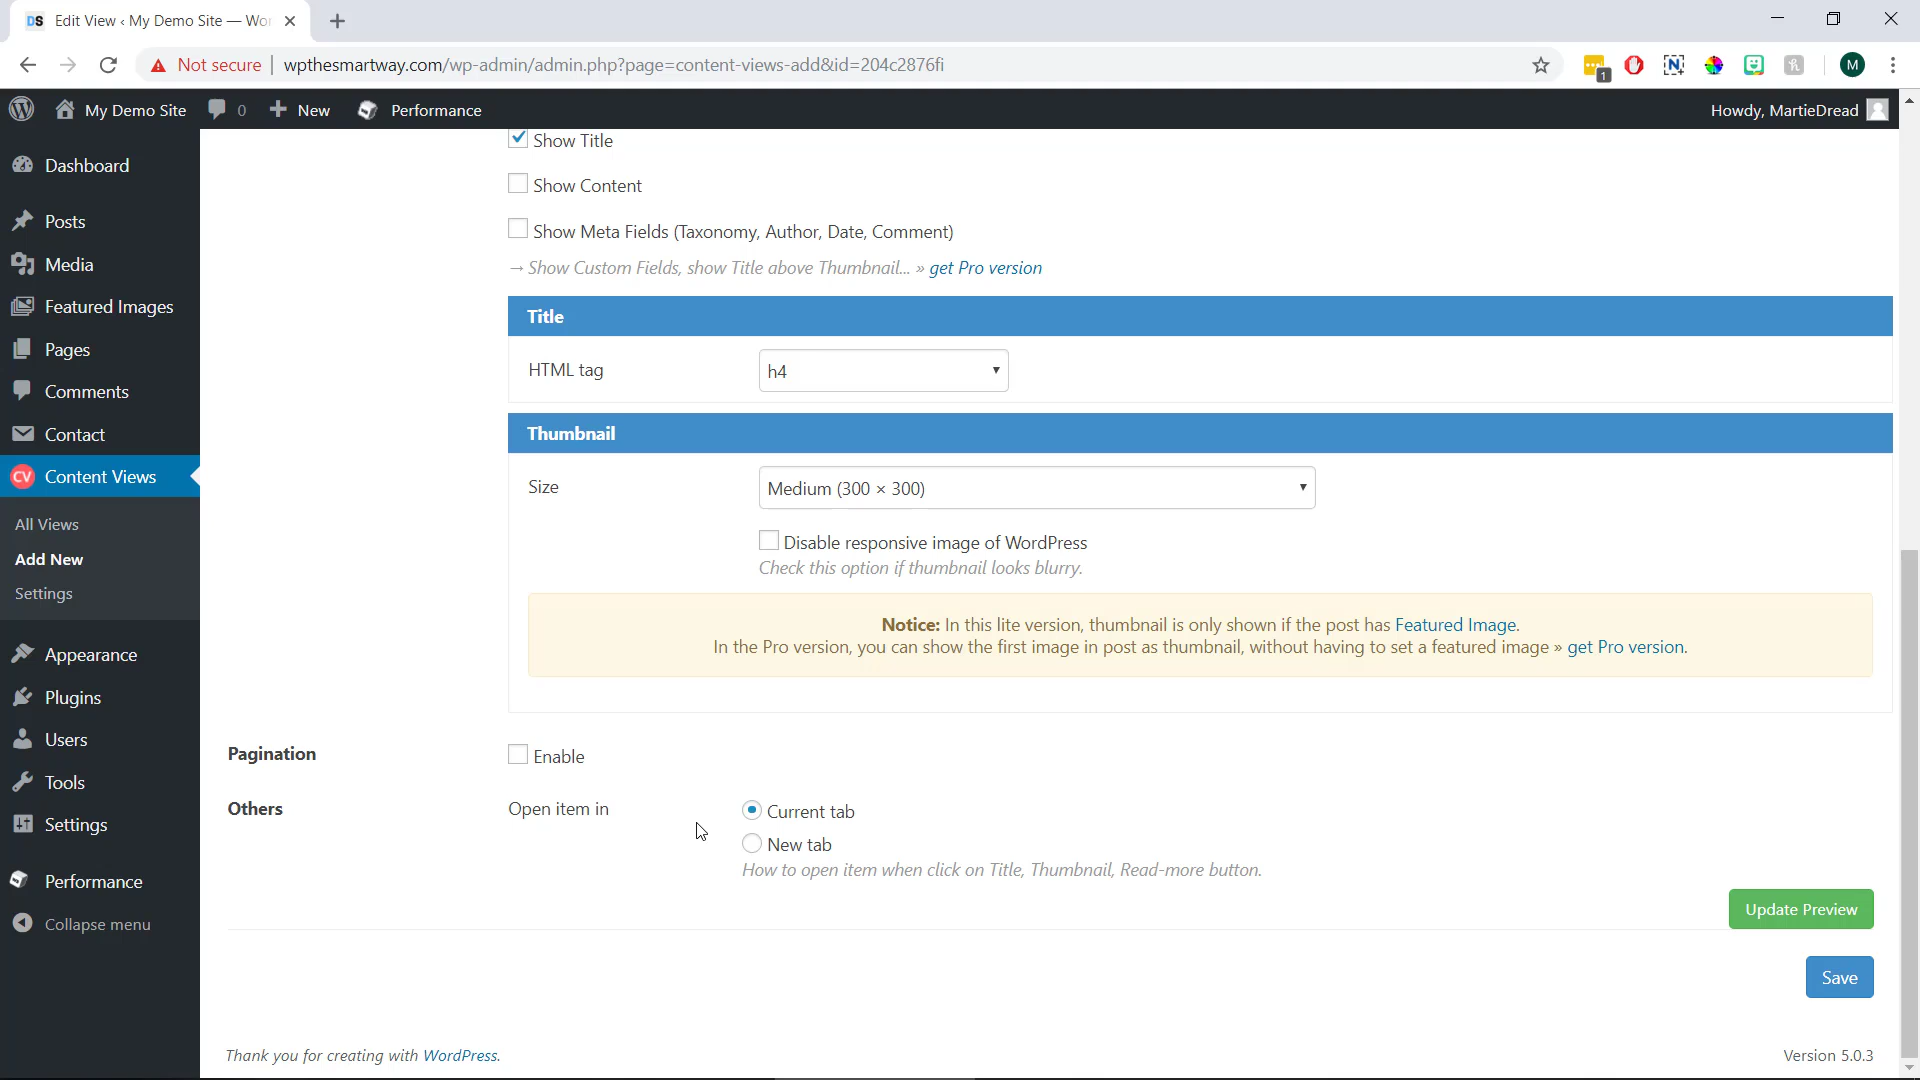 DS Edit View ‹ My Demo Site — Wor
Not secure wpthesmartway.com/wp-admin/admin.php?page=content-views-add&id=204c2876fi
1
M
My Demo Site 0 New Performance
Howdy, MartieDread
Dashboard
Posts
Media
Featured Images
Pages
Comments
Contact
CV Content Views
All Views
Add New
Settings
Appearance
Plugins
Users
Tools
Settings
Performance
Collapse menu
Show Title
Show Content
Show Meta Fields (Taxonomy, Author, Date, Comment)
→ Show Custom Fields, show Title above Thumbnail... » get Pro version
Title
HTML tag h4
Thumbnail
Size Medium (300 × 300)
Disable responsive image of WordPress
Check this option if thumbnail looks blurry.
Notice: In this lite version, thumbnail is only shown if the post has Featured Image.
In the Pro version, you can show the first image in post as thumbnail, without having to set a featured image » get Pro version.
Pagination Enable
Others Open item in Current tab
New tab
How to open item when click on Title, Thumbnail, Read-more button.
Update Preview
Save
Thank you for creating with WordPress.
Version 5.0.3